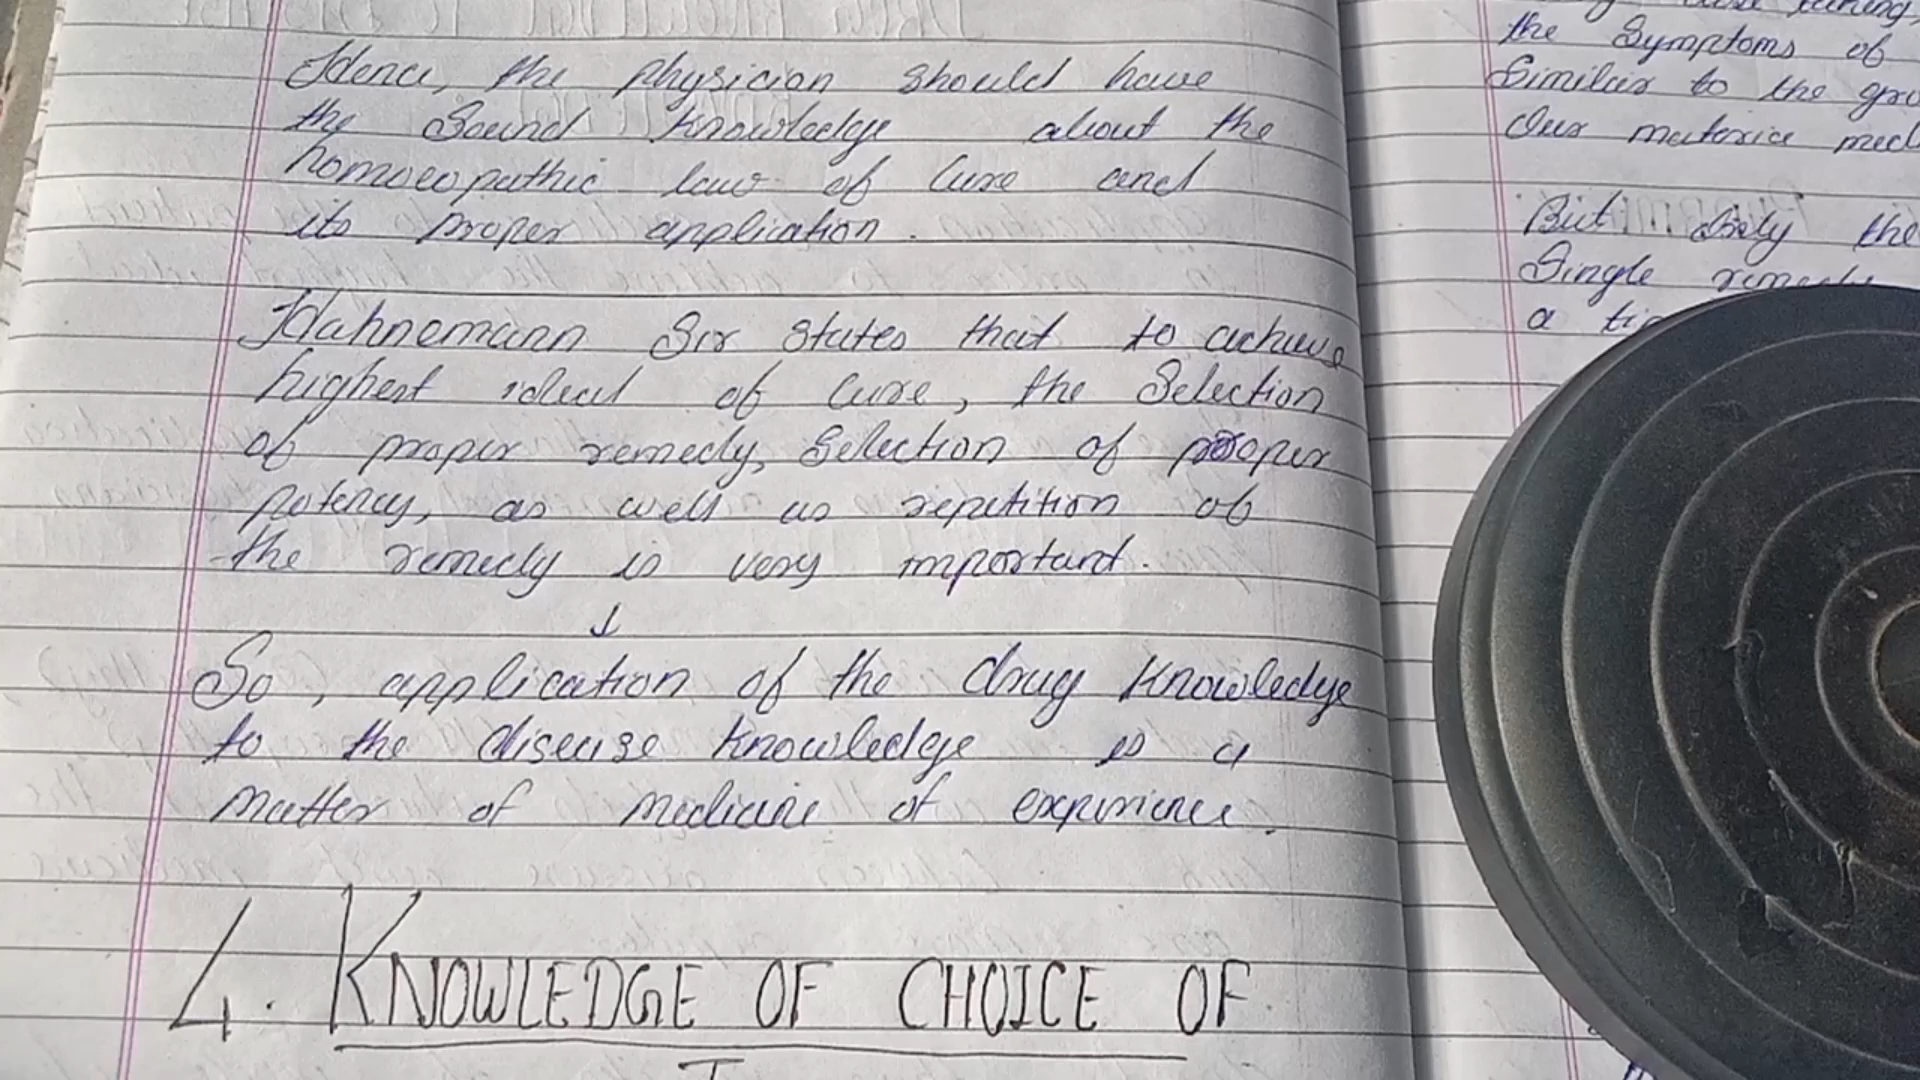 Hence, the physician should have
the Sound Knowledge about the
homoeopathic law of Cure and
its proper application.
Hahnemann Sir States that to achieve
highest ideal of Cure, the Selection
of proper remedy, Selection of proper
potency, as well as repetition of
the remedy is very important.
↓
So, application of the drug Knowledge
to the disease Knowledge is a
matter of medicine of experience.
4. KNOWLEDGE OF CHOICE OF
the Symptoms of
Similar to the
Our materia
But the
Single
a